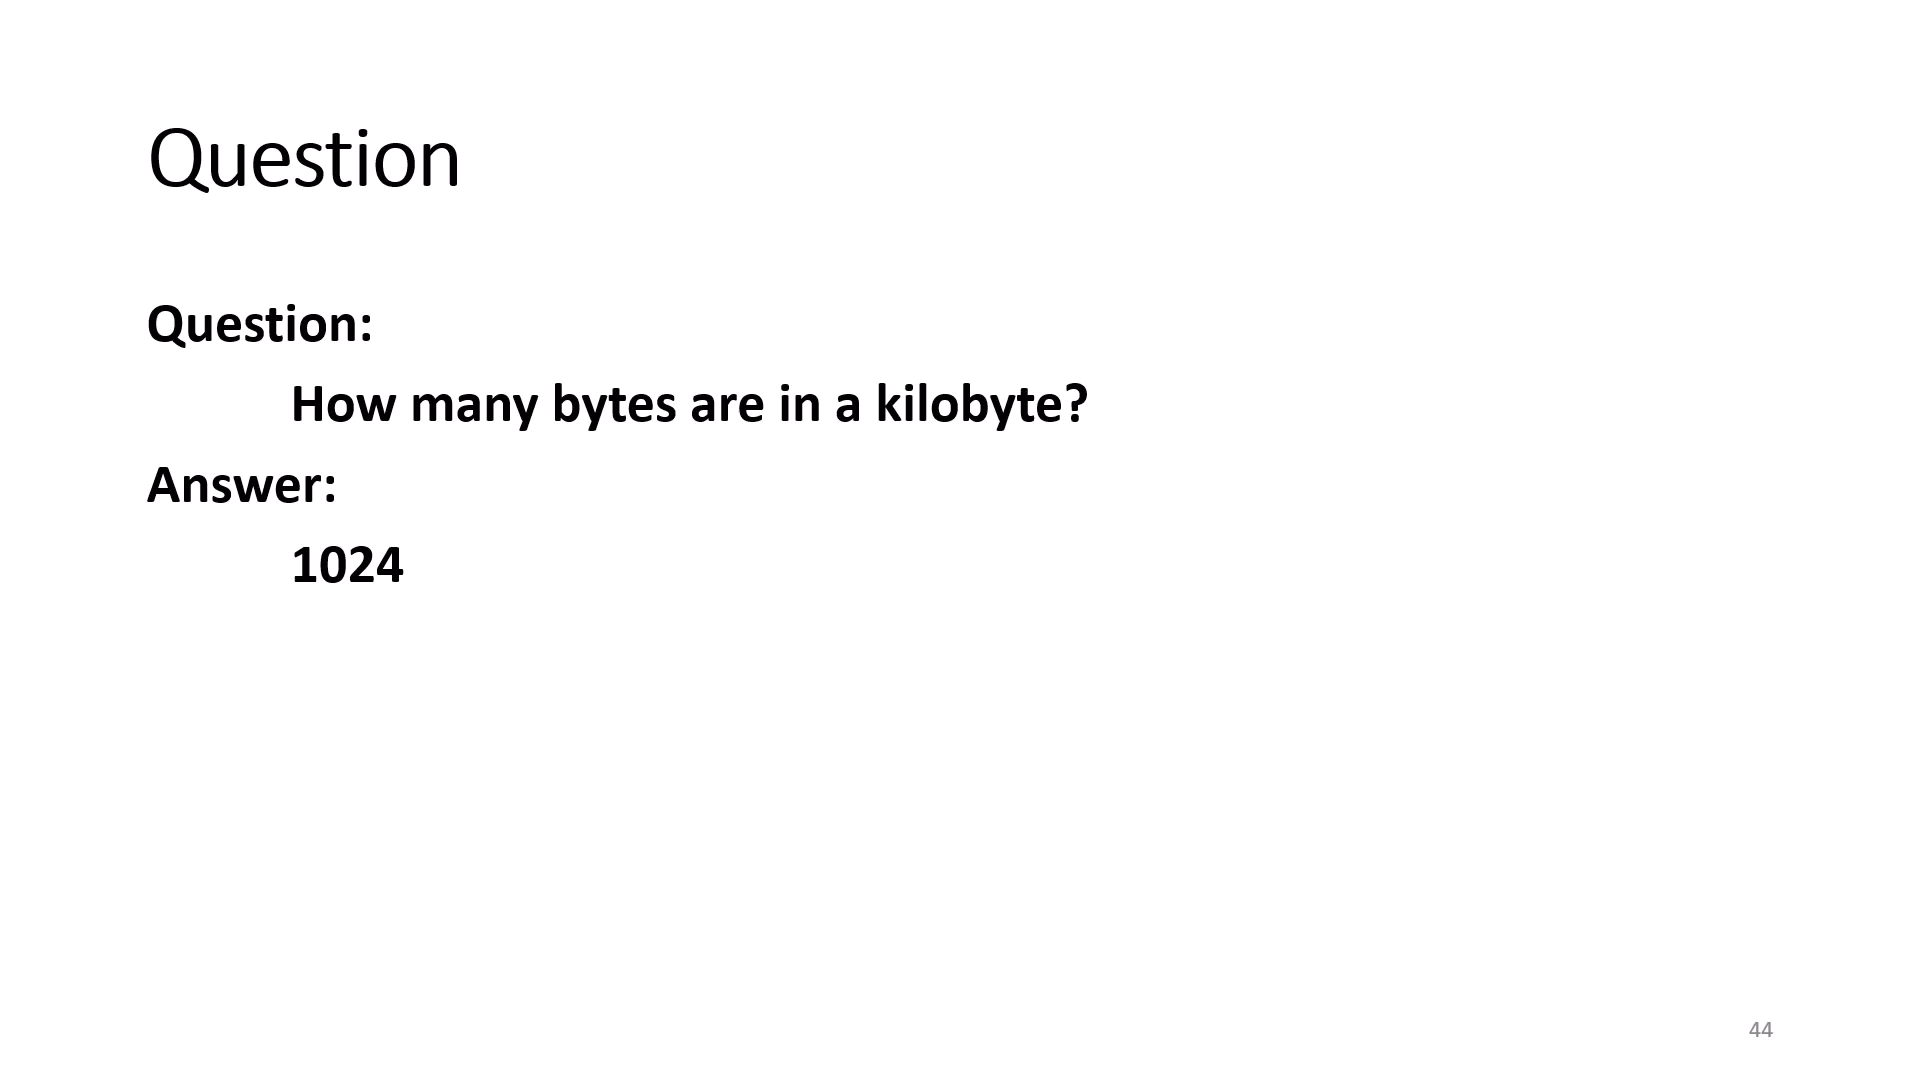 Question
Question:
How many bytes are in a kilobyte?
Answer:
1024
44